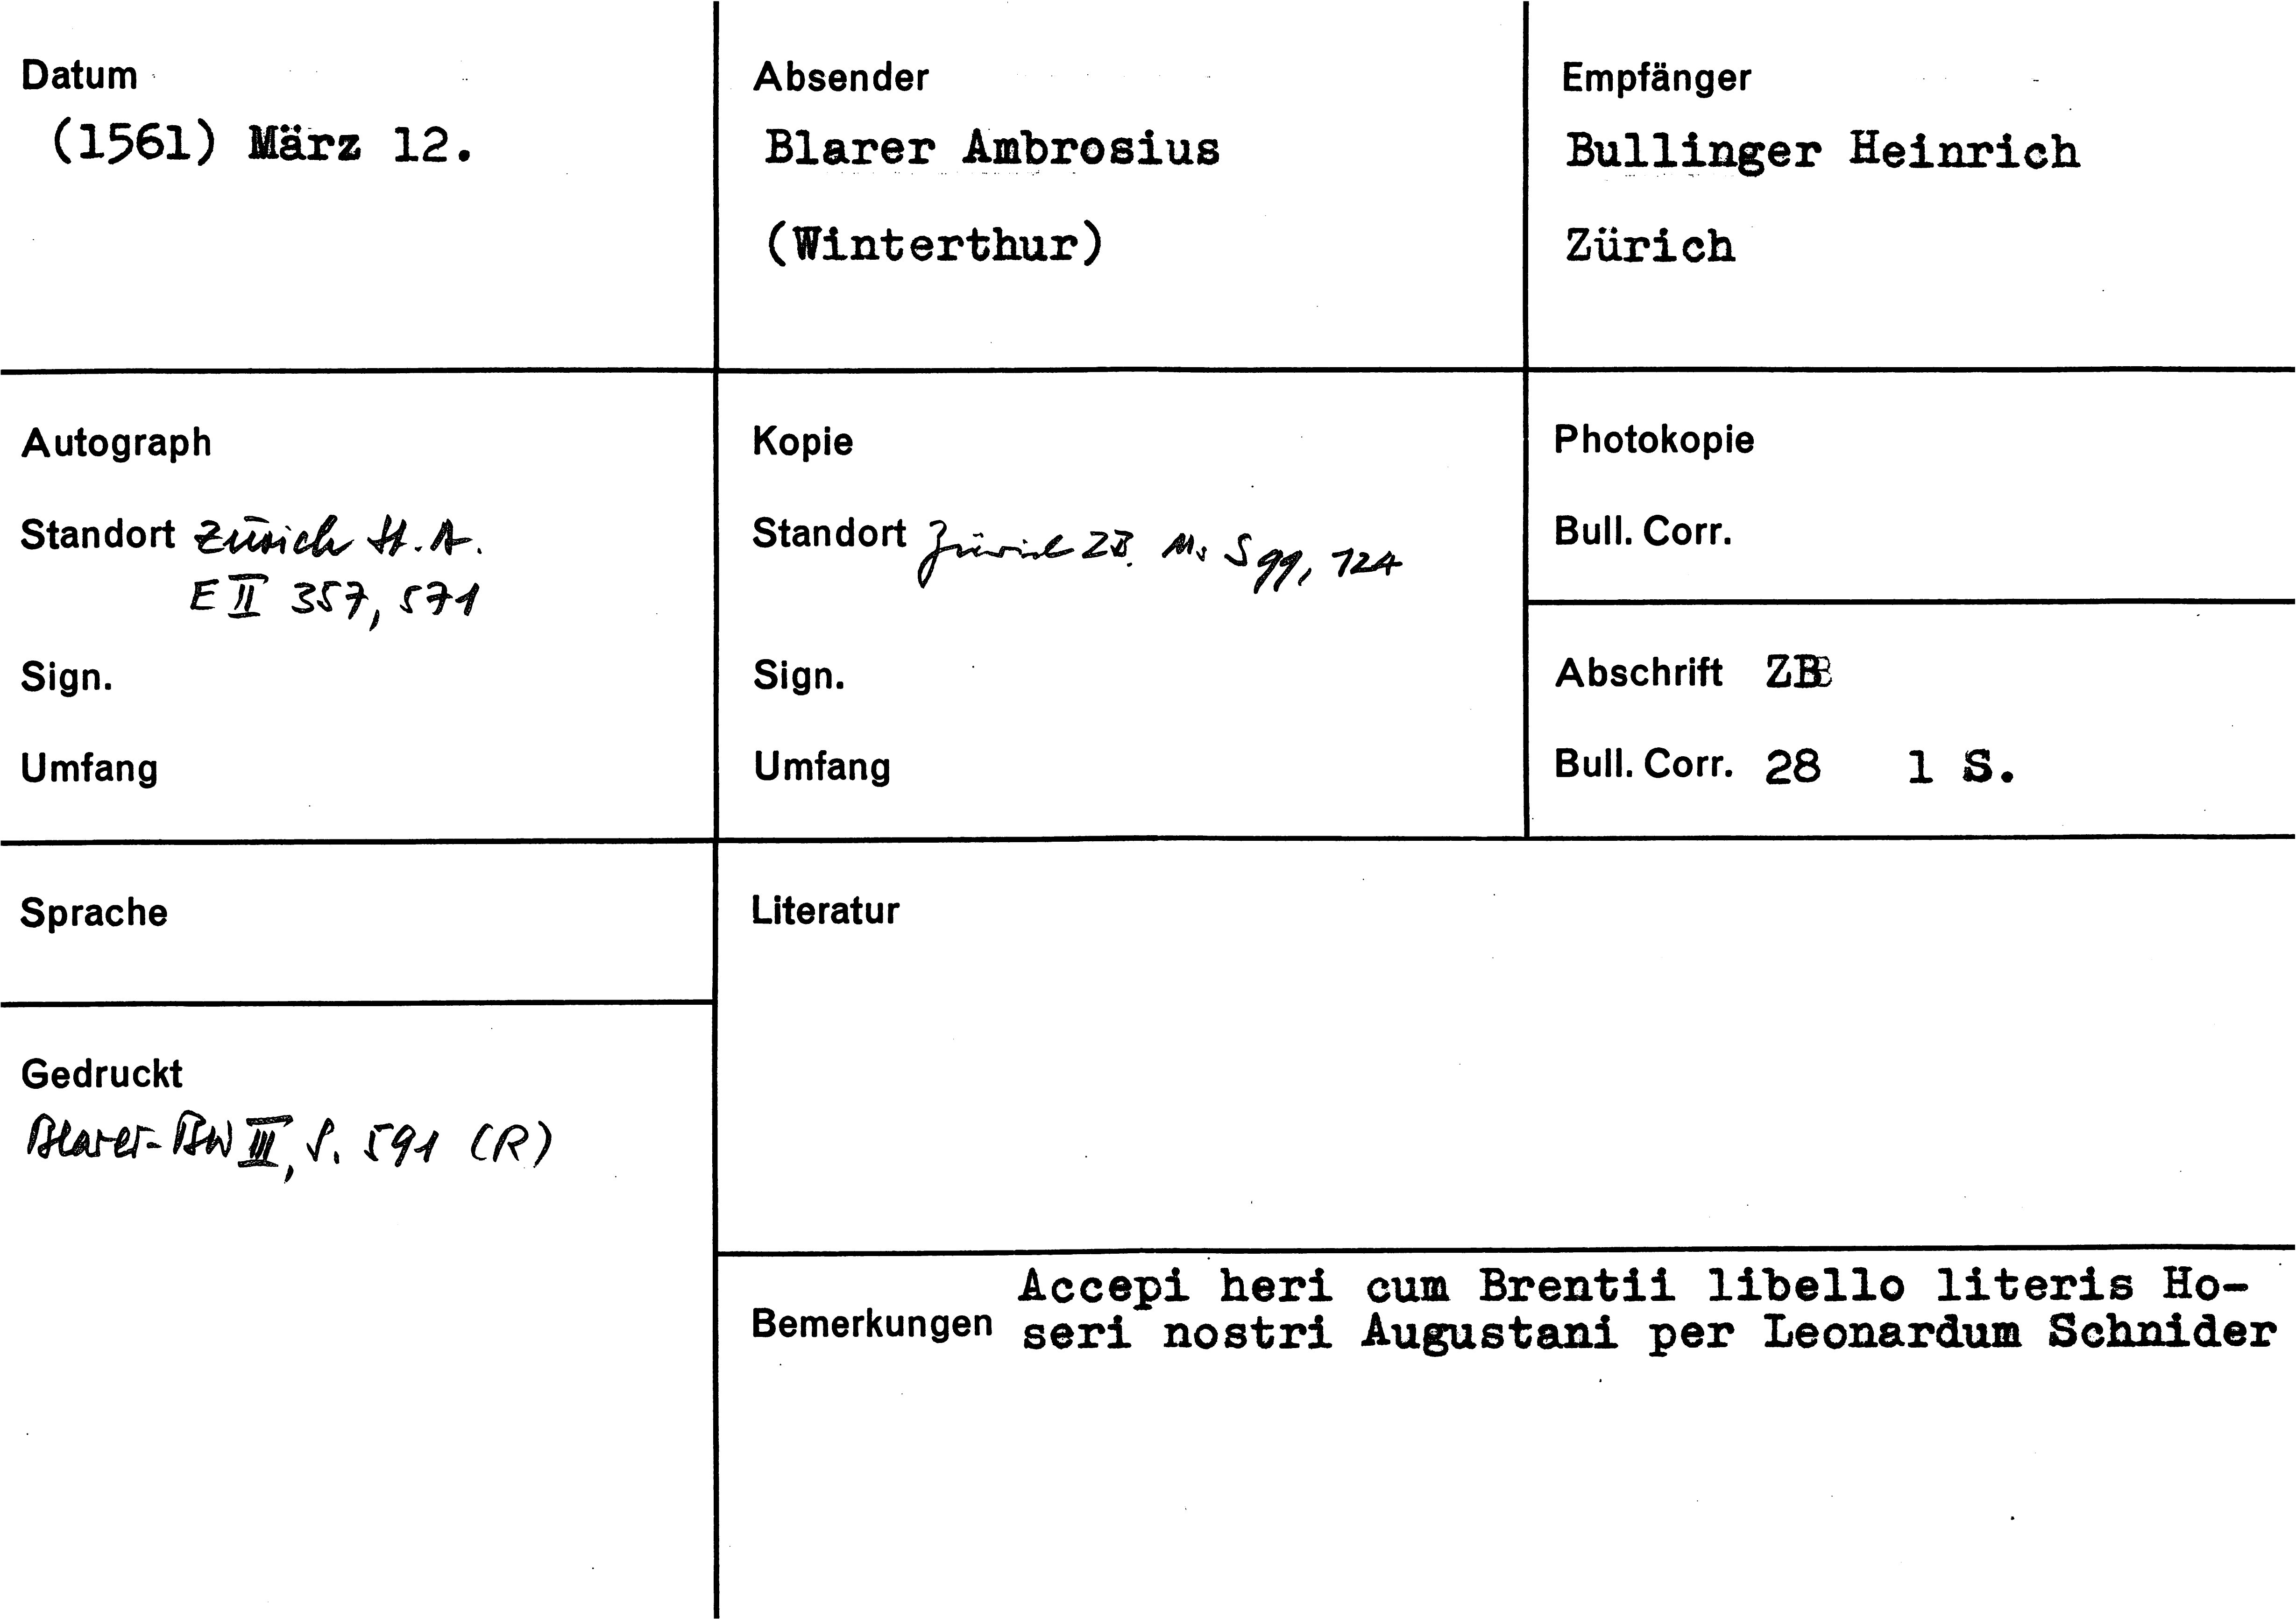 Datum
(1561) März 12.
Absender
Blarer Ambrosius
(Winterthur)
Empfänger
Bullinger Heinrich
Zürich
Autograph
Standort Zürich St.A.
E II 357, 571
Sign.
Umfang
Kopie
Standort Zürich ZB. Ms S 99, 124
Sign.
Umfang
Photokopie
Bull. Corr.
Abschrift ZB
Bull. Corr. 28 1 S.
Sprache
Literatur
Gedruckt
Blarer-BW III, S. 591 (R)
Bemerkungen
Accepi heri cum Brentii libello literis Ho-
seri nostri Augustani per Leonardum Schnider